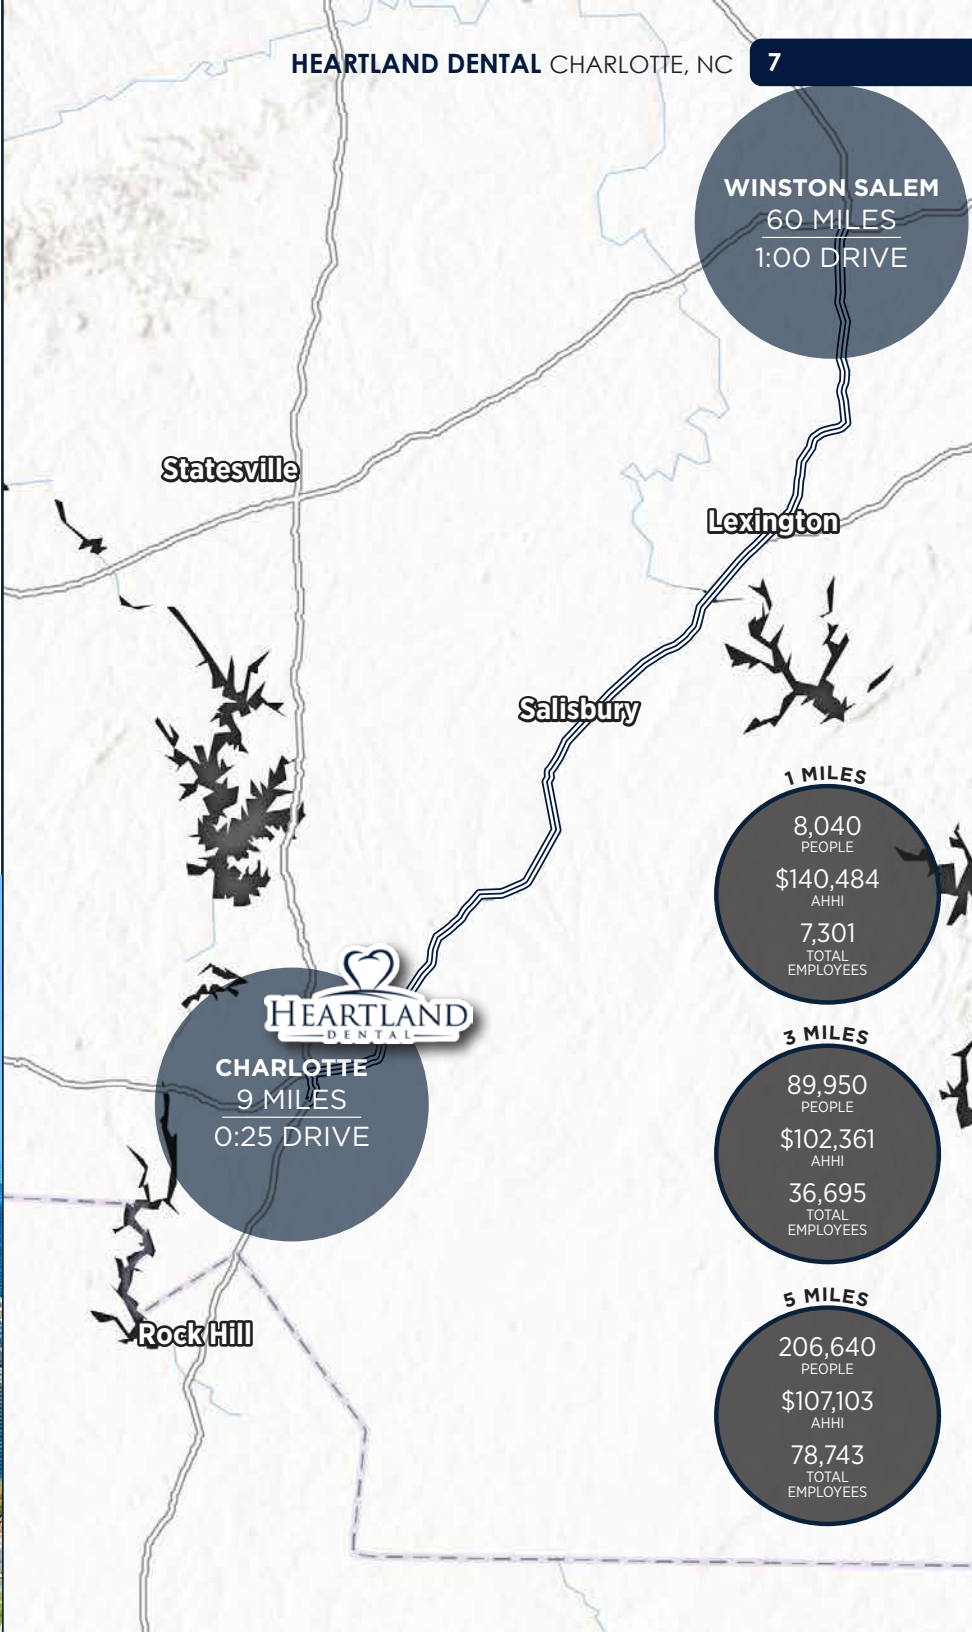 HEARTLAND DENTAL CHARLOTTE, NC 7
WINSTON SALEM
60 MILES
1:00 DRIVE
Statesville
Lexington
Salisbury
1 MILES
8,040
PEOPLE
$140,484
AHHI
7,301
TOTAL
EMPLOYEES
HEARTLAND
DENTAL
CHARLOTTE
9 MILES
0:25 DRIVE
3 MILES
89,950
PEOPLE
$102,361
AHHI
36,695
TOTAL
EMPLOYEES
Rock Hill
5 MILES
206,640
PEOPLE
$107,103
AHHI
78,743
TOTAL
EMPLOYEES